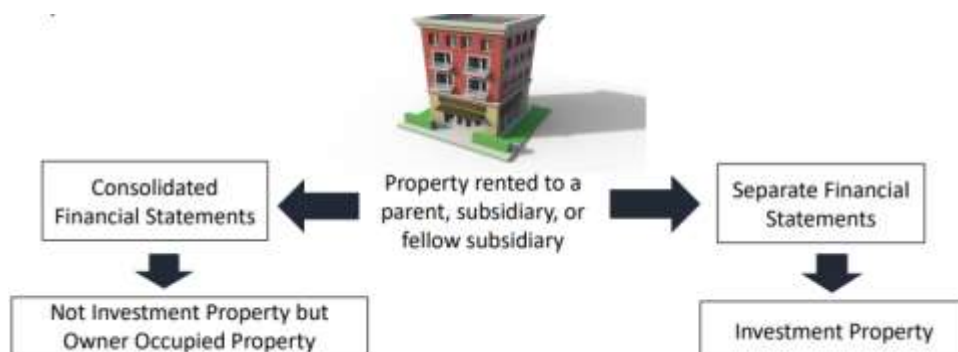 Property rented to a
parent, subsidiary, or
fellow subsidiary
Consolidated
Financial Statements
Not Investment Property but
Owner Occupied Property
Separate Financial
Statements
Investment Property